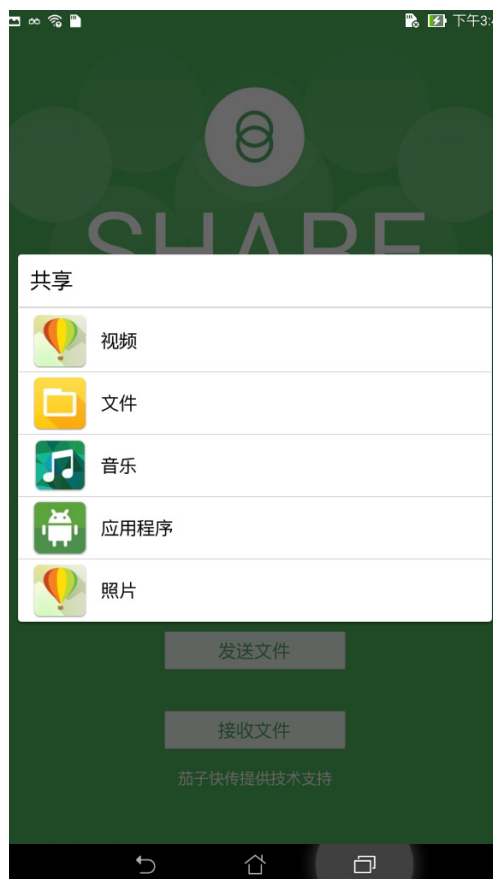 下午3:
SHARE
共享
视频
文件
音乐
应用程序
照片
发送文件
接收文件
茄子快传提供技术支持